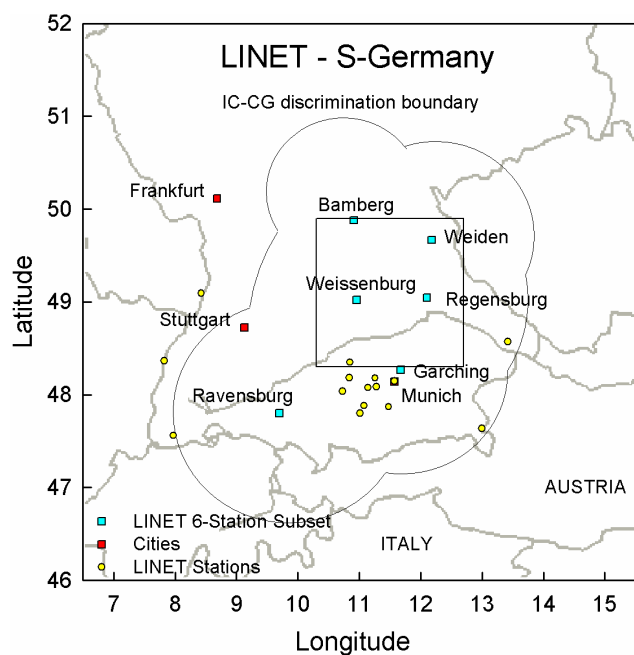 LINET - S-Germany
IC-CG discrimination boundary
52
51
50
49
48
47
46
Latitude
Frankfurt
Bamberg
Weiden
Weissenburg
Regensburg
Stuttgart
Garching
Ravensburg
Munich
AUSTRIA
ITALY
LINET 6-Station Subset
Cities
LINET Stations
7 8 9 10 11 12 13 14 15
Longitude